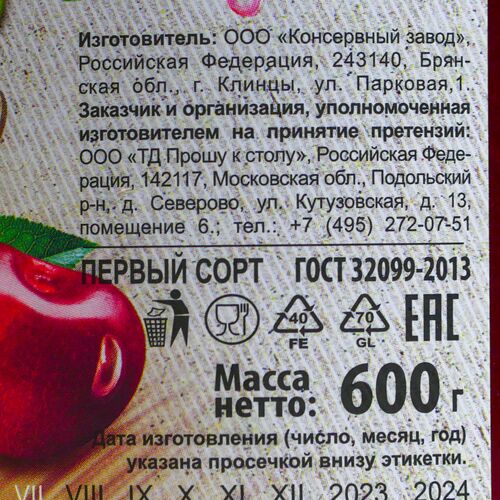 Изготовитель: ООО «Консервный завод»,
Российская Федерация, 243140, Брян-
ская обл., г. Клинцы, ул. Парковая,1.
Заказчик и организация, уполномоченная
изготовителем на принятие претензий:
ООО «ТД Прошу к столу», Российская Феде-
рация, 142117, Московская обл., Подольский
р-н, д. Северово, ул. Кутузовская, д. 13,
помещение 6.; тел.: +7 (495) 272-07-51
ПЕРВЫЙ СОРТ ГОСТ 32099-2013
40 70 EAC
FE GL
Масса
нетто: 600 г
Дата изготовления (число, месяц, год)
указана просечкой внизу этикетки.
VII VIII IX X XI XII 2023 2024